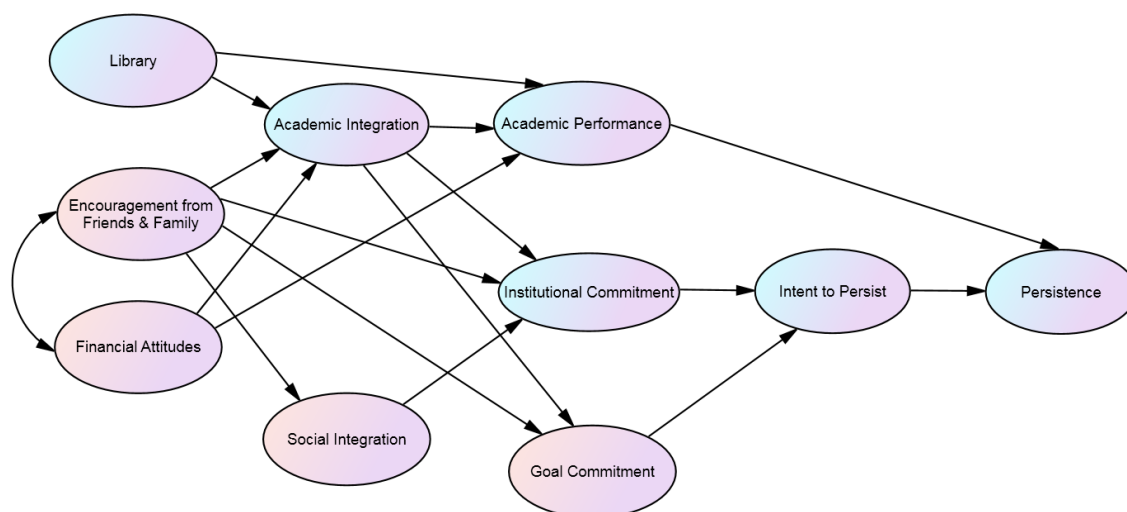 Library
Academic Integration
Academic Performance
Encouragement from
Friends & Family
Institutional Commitment
Intent to Persist
Persistence
Financial Attitudes
Social Integration
Goal Commitment